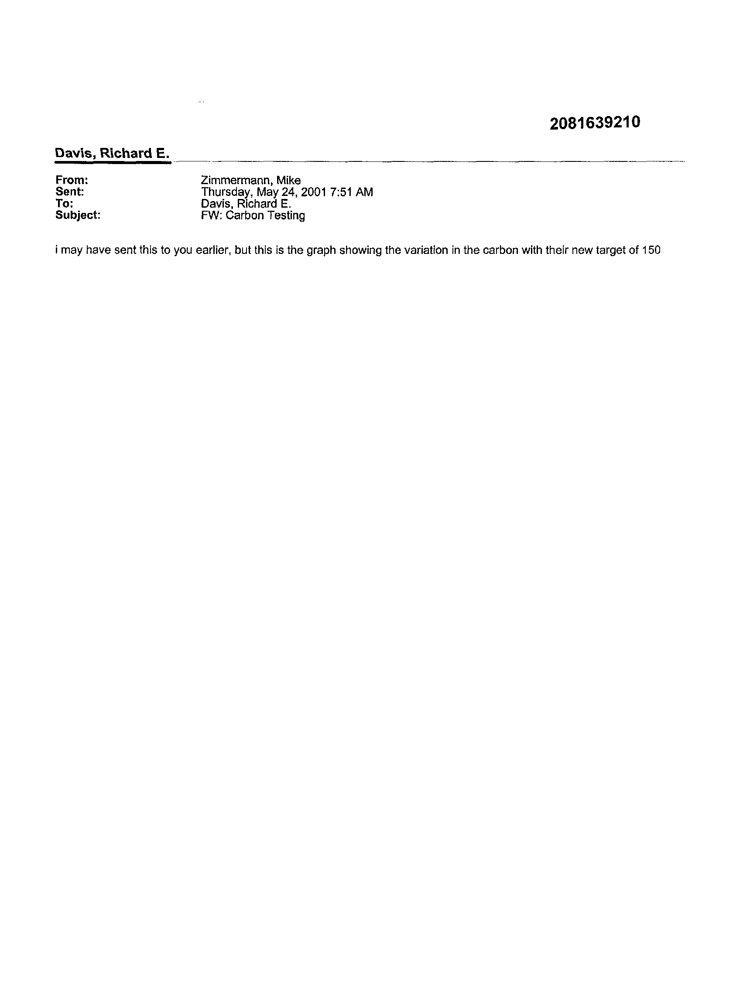 2081639210
Davis, Richard E.
From: Zimmermann, Mike
Sent: Thursday, May 24, 2001 7:51 AM
To: Davis, Richard E.
Subject: FW: Carbon Testing
i may have sent this to you earlier, but this is the graph showing the variation in the carbon with their new target of 150